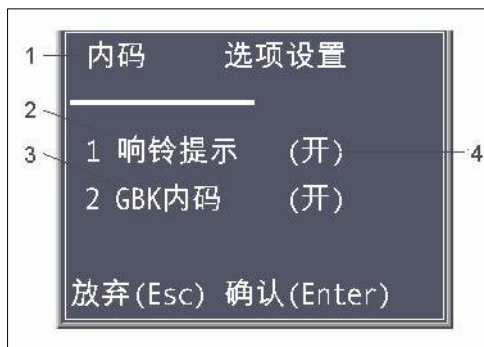 1 内码 选项设置
2
1 响铃提示 (开) 4
3
2 GBK内码 (开)
放弃(Esc) 确认(Enter)